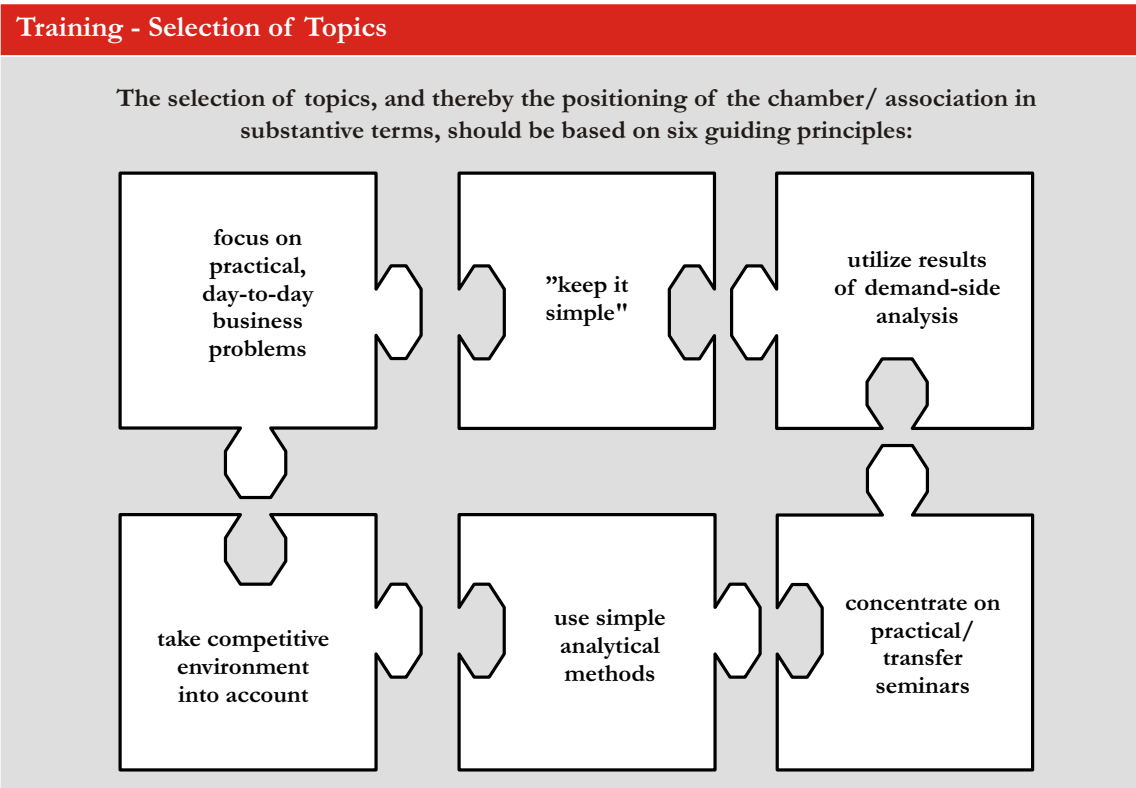 Training - Selection of Topics
The selection of topics, and thereby the positioning of the chamber/ association in
substantive terms, should be based on six guiding principles:
focus on
practical,
day-to-day
business
problems
”keep it
simple"
utilize results
of demand-side
analysis
take competitive
environment
into account
use simple
analytical
methods
concentrate on
practical/
transfer
seminars